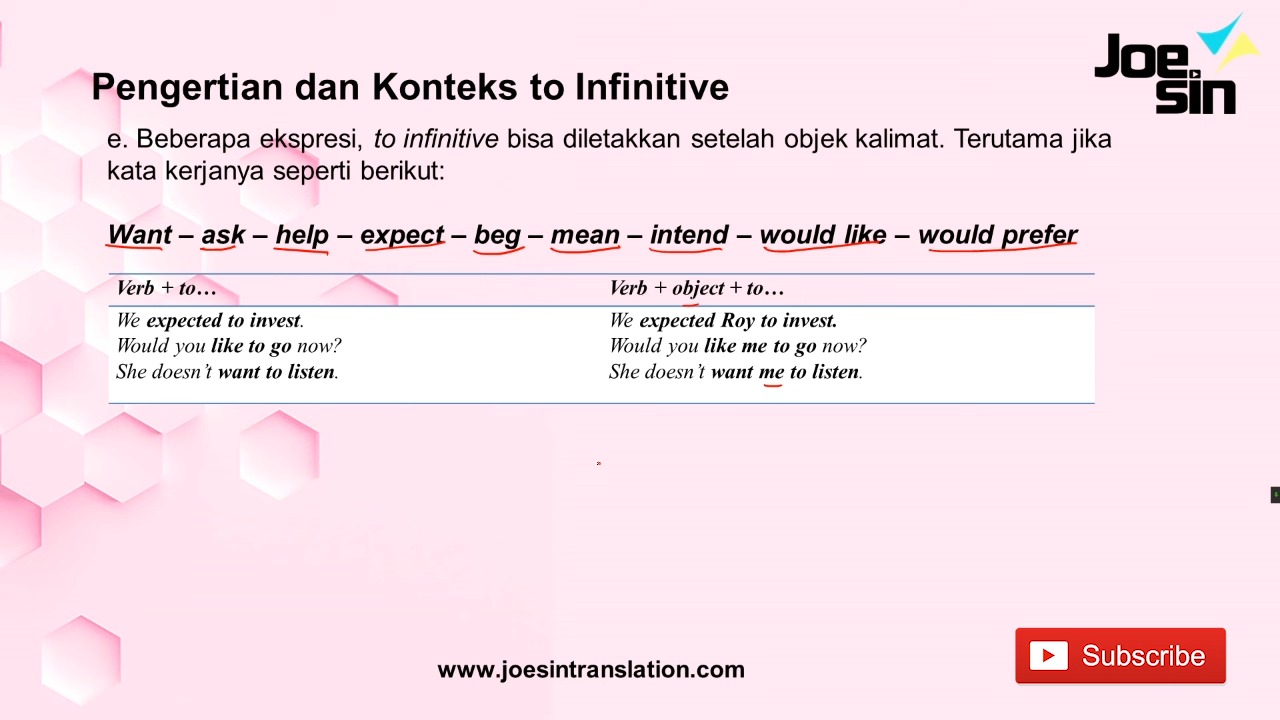 Joe
sin
Pengertian dan Konteks to Infinitive
e. Beberapa ekspresi, to infinitive bisa diletakkan setelah objek kalimat. Terutama jika
kata kerjanya seperti berikut:
Want – ask – help – expect – beg – mean – intend – would like – would prefer
Verb + to… Verb + object + to…
We expected to invest. We expected Roy to invest.
Would you like to go now? Would you like me to go now?
She doesn’t want to listen. She doesn’t want me to listen.
www.joesintranslation.com
Subscribe